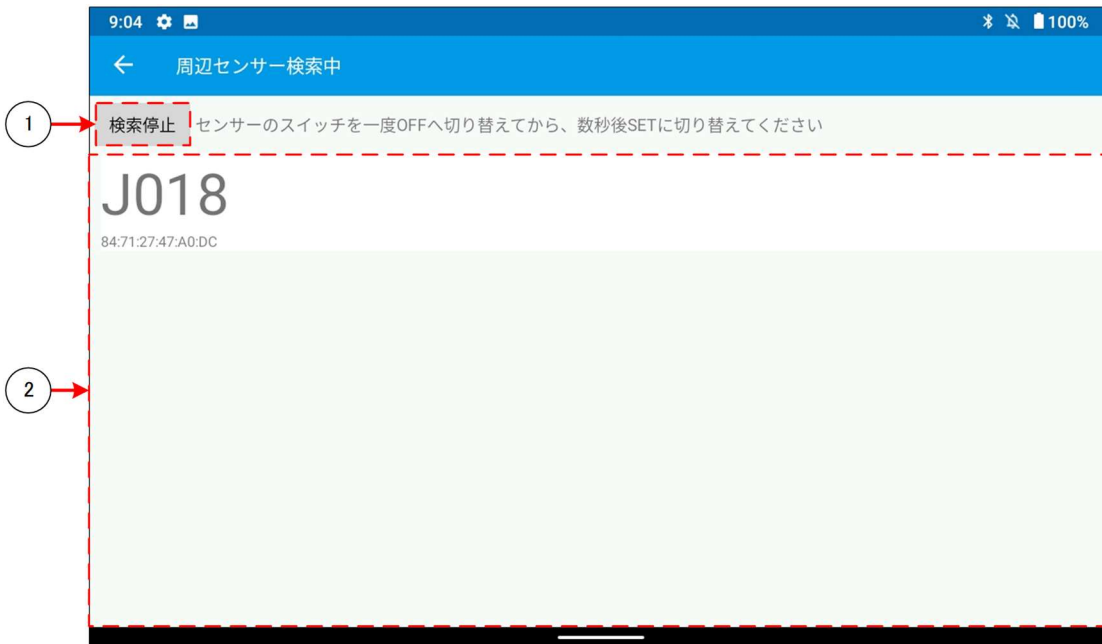 9:04 100%
周辺センサー検索中
1 検索停止 センサーのスイッチを一度OFFへ切り替えてから、数秒後SETに切り替えてください
J018
84:71:27:47:A0:DC
2